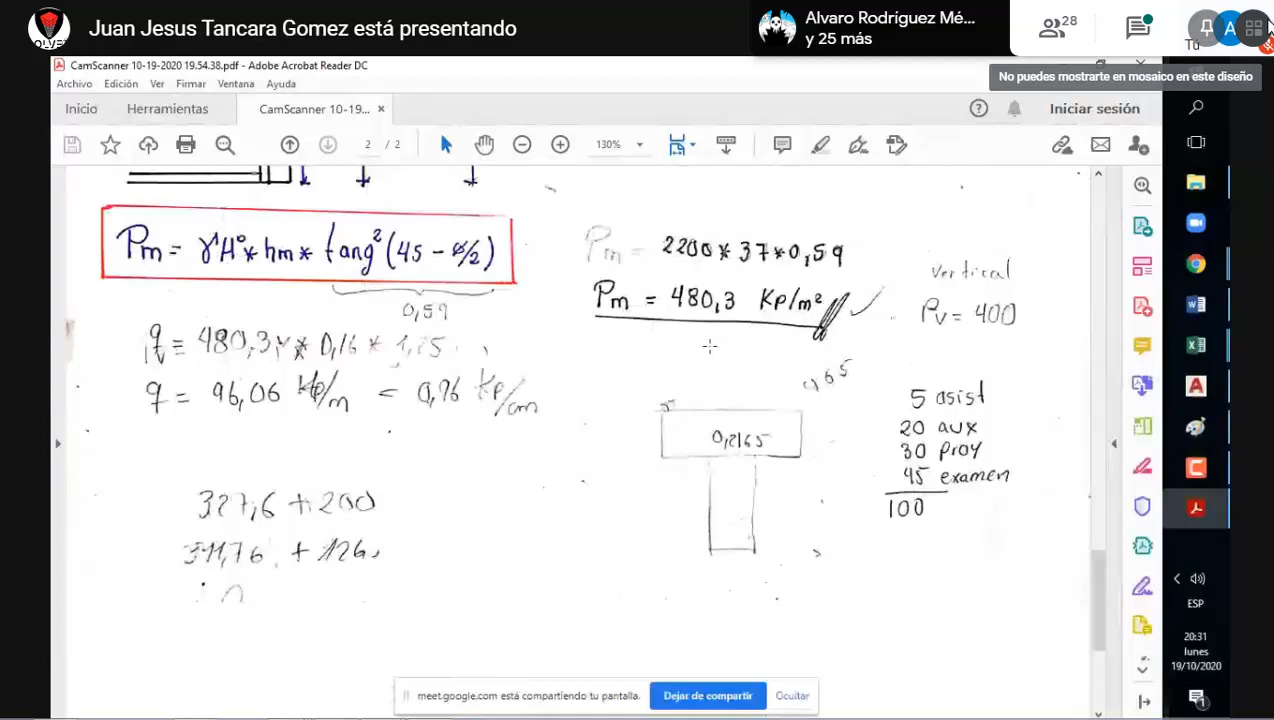 Juan Jesus Tancara Gomez está presentando
Alvaro Rodríguez Mé...
y 25 más
28
Tú
A
No puedes mostrarte en mosaico en este diseño
CamScanner 10-19-2020 19.54.38.pdf - Adobe Acrobat Reader DC
Archivo Edición Ver Firmar Ventana Ayuda
Inicio Herramientas CamScanner 10-19... × Iniciar sesión
2 / 2 130%
Pm = γH° * hm * tang² (45 - ø/2)
0,59
q = 480,3 * 0,16 * 1,25
q = 96,06 Kp/m = 0,96 Kp/cm
327,6 + 200
+ 126
Pm = 2200 * 37 * 0,59
Pm = 480,3 Kp/m²
vertical
Pv = 400
0,2165
5 asist
20 aux
30 proy
45 examen
100
meet.google.com está compartiendo tu pantalla. Dejar de compartir Ocultar
ESP
20:31
lunes
19/10/2020
1